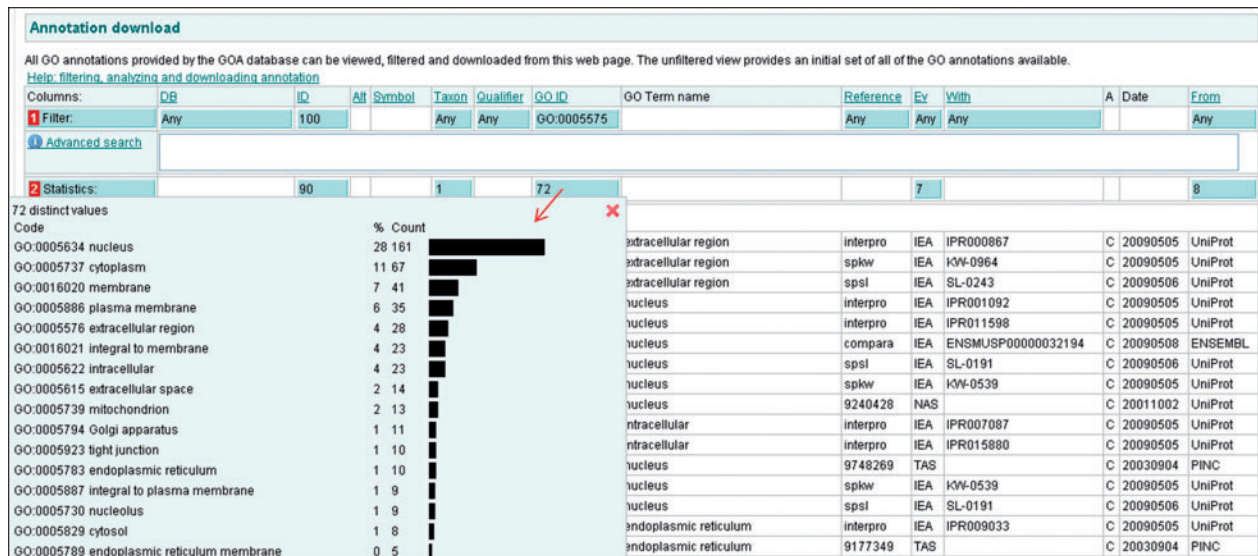 Annotation download
All GO annotations provided by the GOA database can be viewed, filtered and downloaded from this web page. The unfiltered view provides an initial set of all of the GO annotations available.
Help: filtering, analyzing and downloading annotation
Columns: DB ID Alt Symbol Taxon Qualifier GO ID GO Term name Reference Ev With A Date From
1 Filter: Any 100 Any Any GO:0005575 Any Any Any Any
Advanced search
2 Statistics: 90 1 72 7 8
72 distinct values
Code % Count
GO:0005634 nucleus 28 161 extracellular region interpro IEA IPR000867 C 20090505 UniProt
GO:0005737 cytoplasm 11 67 extracellular region spkw IEA KW-0964 C 20090505 UniProt
GO:0016020 membrane 7 41 extracellular region spsl IEA SL-0243 C 20090506 UniProt
GO:0005886 plasma membrane 6 35 nucleus interpro IEA IPR001092 C 20090505 UniProt
GO:0005576 extracellular region 4 28 nucleus interpro IEA IPR011598 C 20090505 UniProt
GO:0016021 integral to membrane 4 23 nucleus compara IEA ENSMUSP00000032194 C 20090508 ENSEMBL
GO:0005622 intracellular 4 23 nucleus spsl IEA SL-0191 C 20090506 UniProt
GO:0005615 extracellular space 2 14 nucleus spkw IEA KW-0539 C 20090505 UniProt
GO:0005739 mitochondrion 2 13 nucleus 9240428 NAS C 20011002 UniProt
GO:0005794 Golgi apparatus 1 11 intracellular interpro IEA IPR007087 C 20090505 UniProt
GO:0005923 tight junction 1 10 intracellular interpro IEA IPR015880 C 20090505 UniProt
GO:0005783 endoplasmic reticulum 1 10 nucleus 9748269 TAS C 20030904 PINC
GO:0005887 integral to plasma membrane 1 9 nucleus spkw IEA KW-0539 C 20090505 UniProt
GO:0005730 nucleolus 1 9 nucleus spsl IEA SL-0191 C 20090506 UniProt
GO:0005829 cytosol 1 8 endoplasmic reticulum interpro IEA IPR009033 C 20090505 UniProt
GO:0005789 endoplasmic reticulum membrane 0 5 endoplasmic reticulum 9177349 TAS C 20030904 PINC